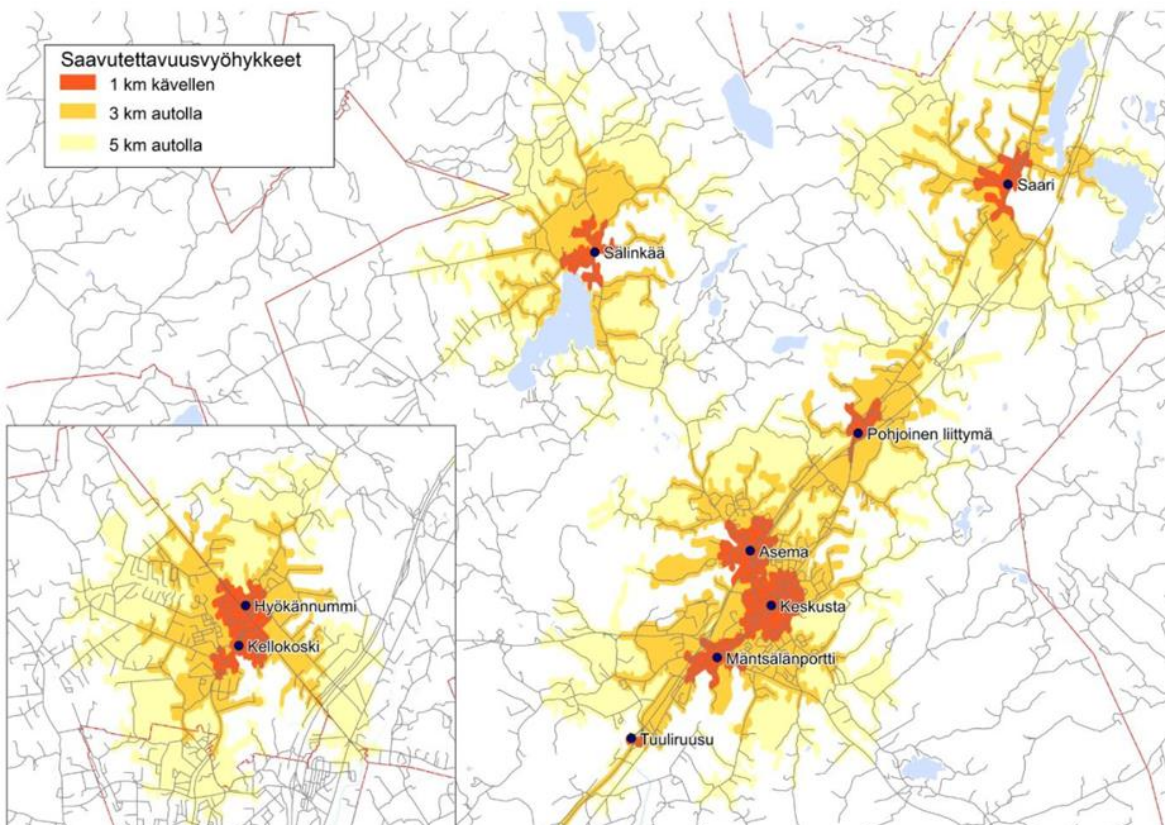 Saavutettavuusvyöhykkeet
1 km kävellen
3 km autolla
5 km autolla
Saari
Sälinkää
Pohjoinen liittymä
Asema
Keskusta
Mäntsälänportti
Tuuliruusu
Hyökännummi
Kellokoski